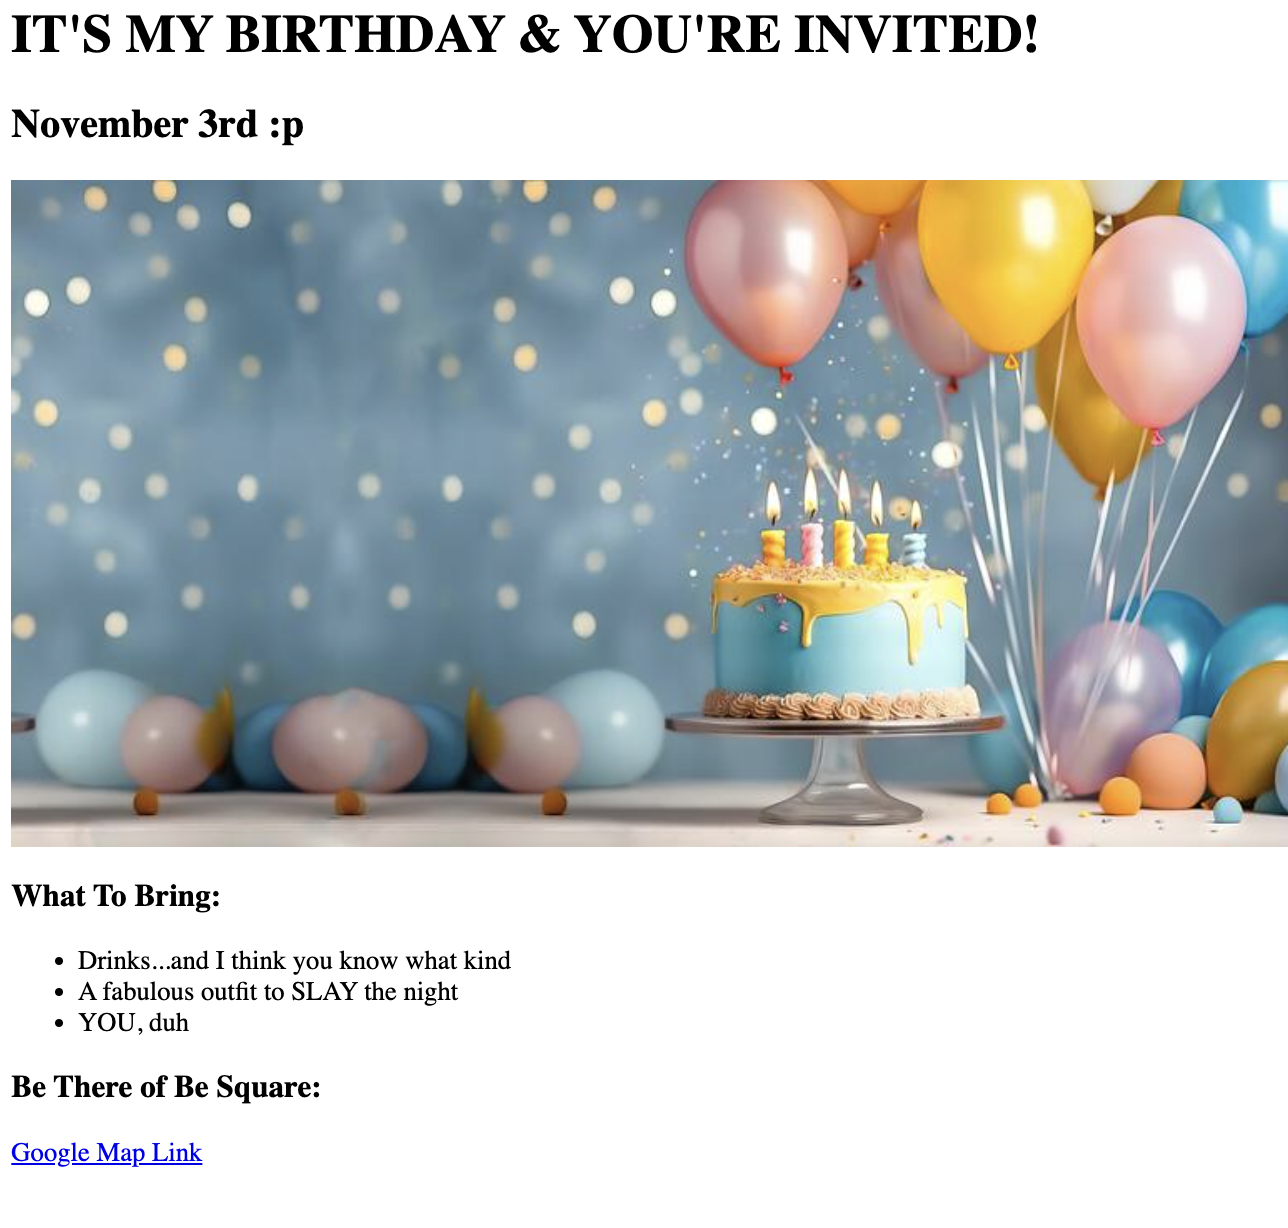 IT'S MY BIRTHDAY & YOU'RE INVITED!
November 3rd :p
What To Bring:
Drinks...and I think you know what kind
A fabulous outfit to SLAY the night
YOU, duh
Be There of Be Square:
Google Map Link